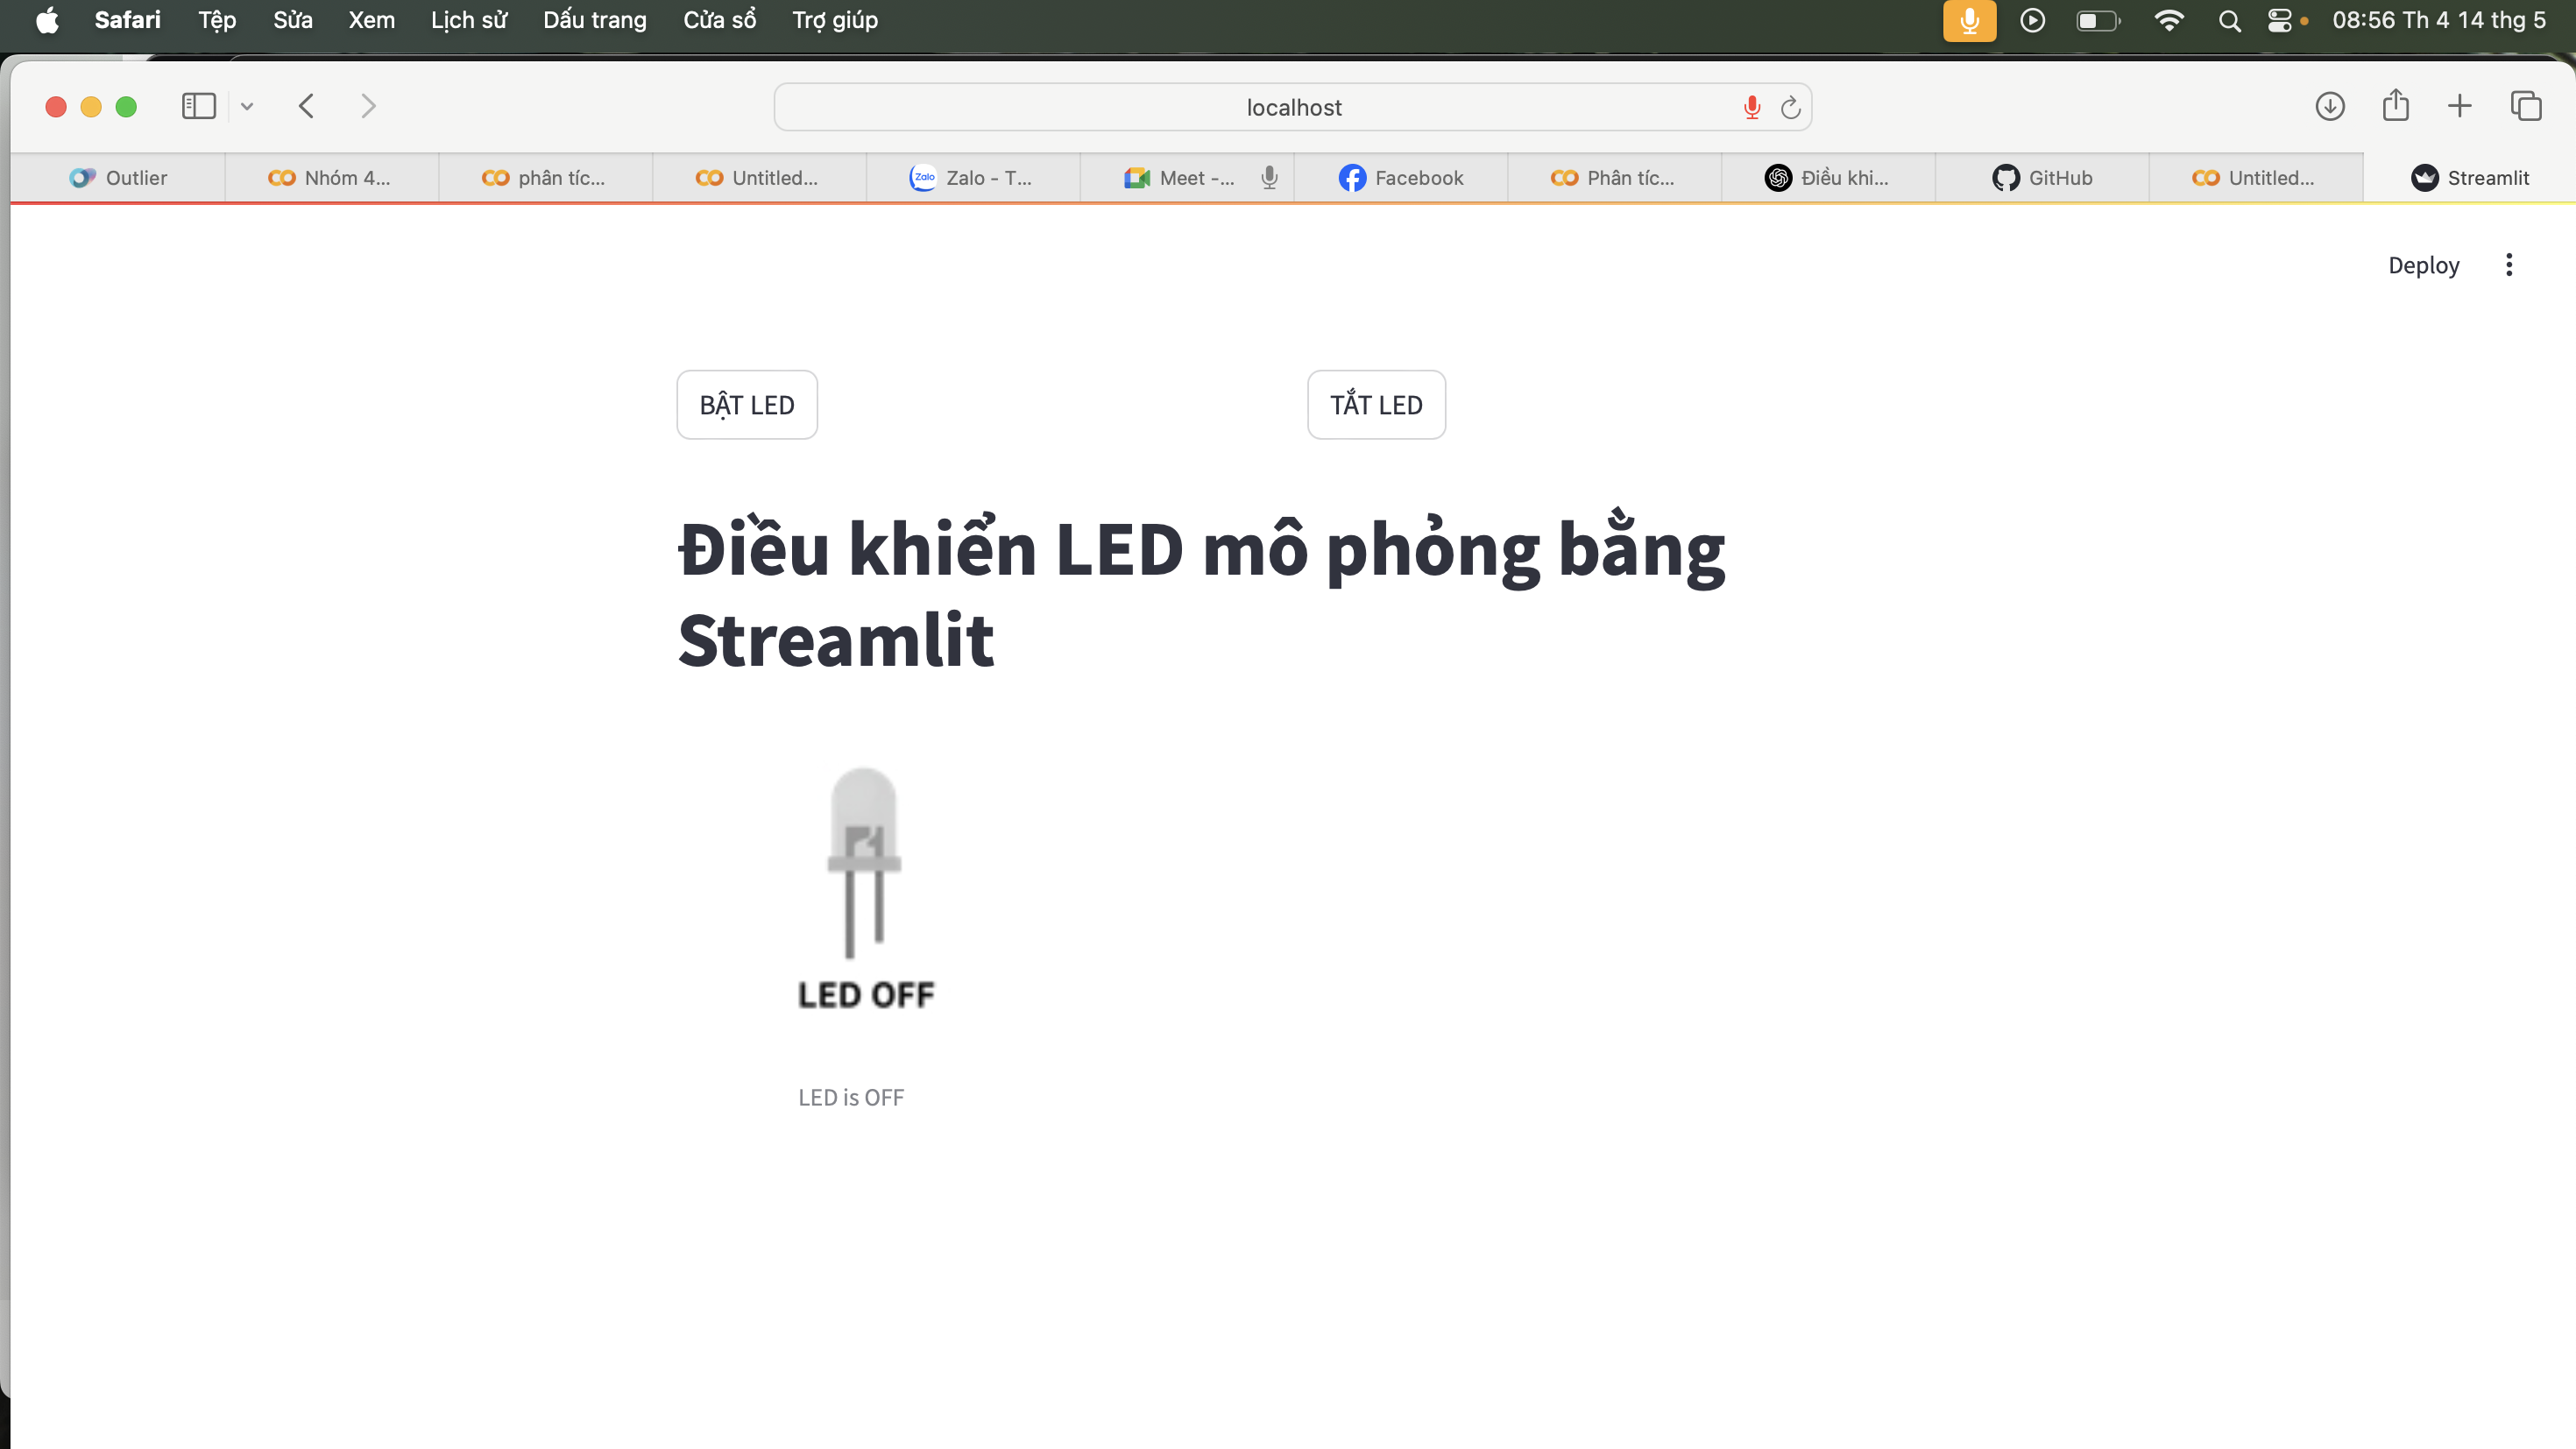 Safari Tệp Sửa Xem Lịch sử Dấu trang Cửa sổ Trợ giúp 08:56 Th 4 14 thg 5
localhost
Outlier Nhóm 4... phân tíc... Untitled... Zalo Zalo - T... Meet -... Facebook Phân tíc... Điều khi... GitHub Untitled... Streamlit
Deploy
BẬT LED TẮT LED
Điều khiển LED mô phỏng bằng
Streamlit
LED OFF
LED is OFF